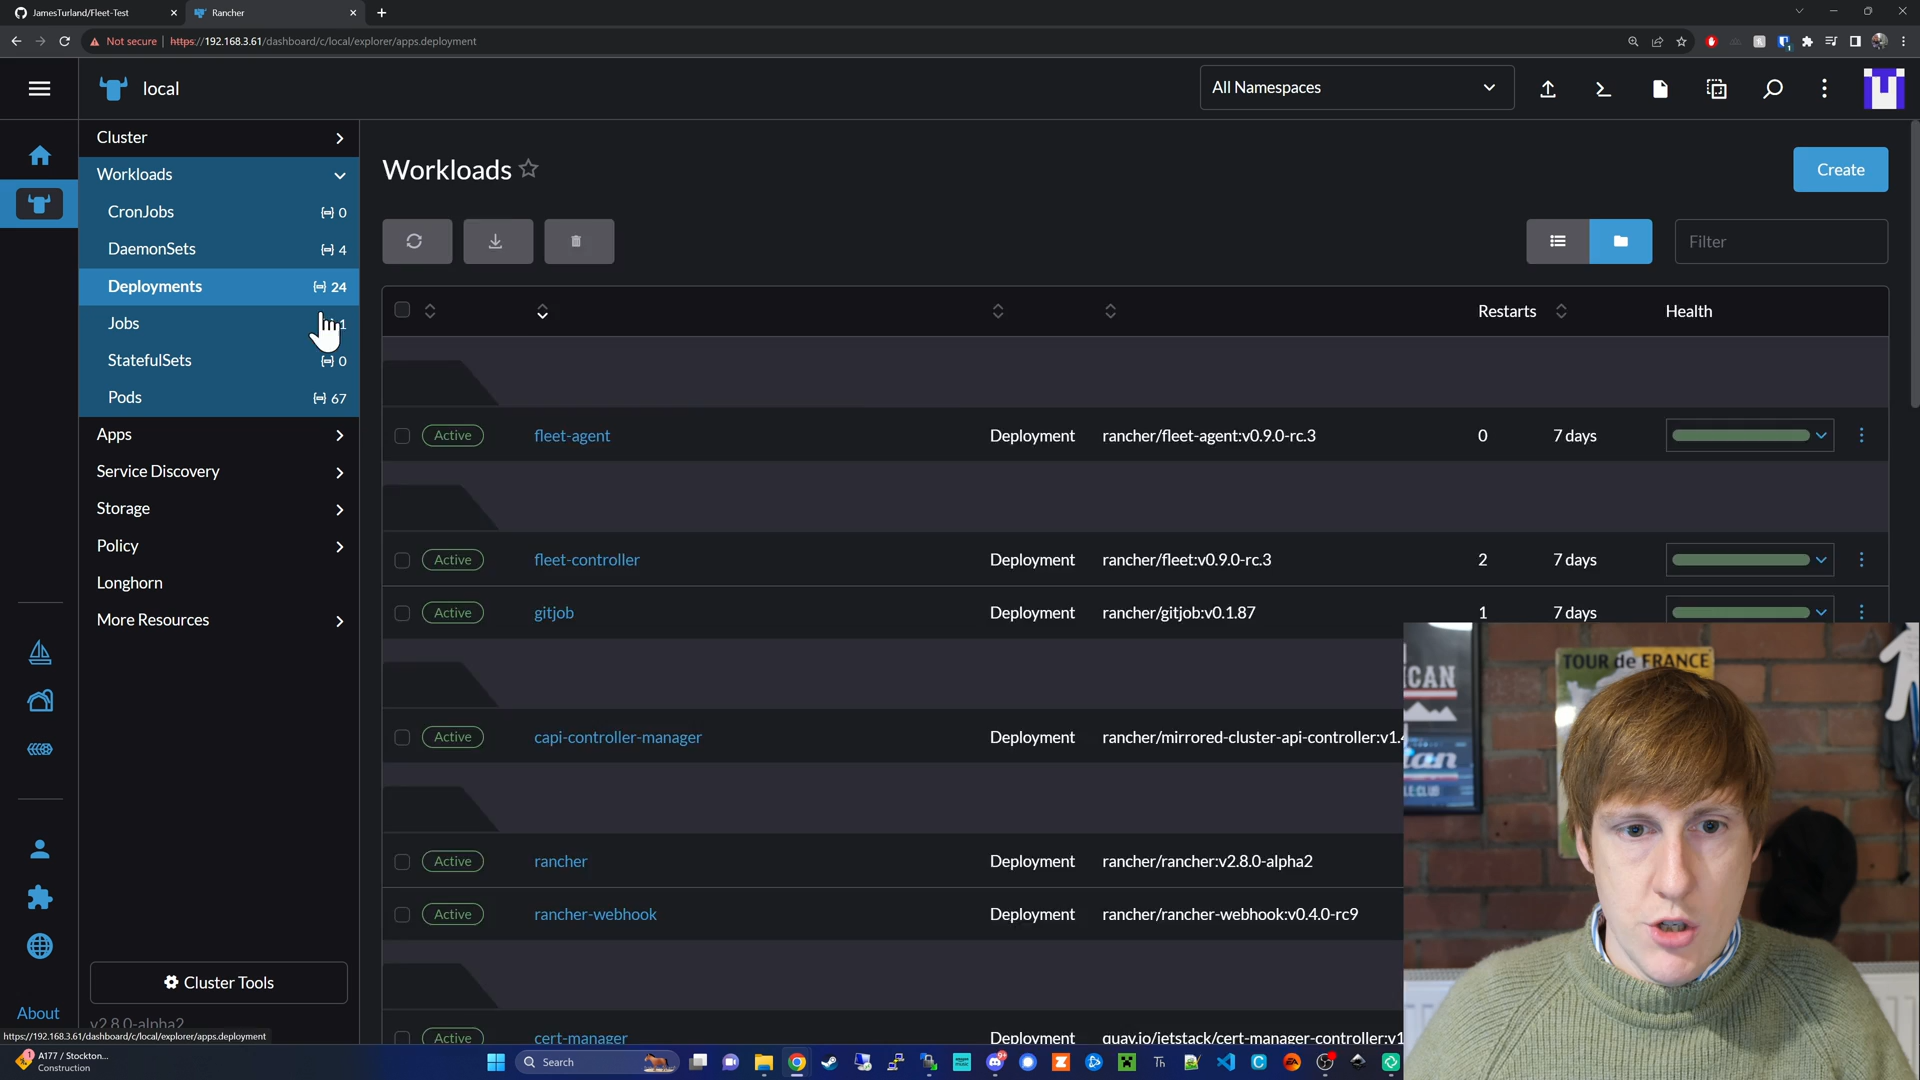 JamesTurland/Fleet-Test
Rancher
Not secure
https://192.168.3.61/dashboard/c/local/explorer/apps.deployment
local
All Namespaces
Cluster
Workloads
CronJobs 0
DaemonSets 4
Deployments 24
Jobs 1
StatefulSets 0
Pods 67
Apps
Service Discovery
Storage
Policy
Longhorn
More Resources
Cluster Tools
About
v2.8.0-alpha2
Workloads
Create
Filter
Restarts
Health
Active fleet-agent Deployment rancher/fleet-agent:v0.9.0-rc.3 0 7 days
Active fleet-controller Deployment rancher/fleet:v0.9.0-rc.3 2 7 days
Active gitjob Deployment rancher/gitjob:v0.1.87 1 7 days
Active capi-controller-manager Deployment rancher/mirrored-cluster-api-controller:v1.4
Active rancher Deployment rancher/rancher:v2.8.0-alpha2
Active rancher-webhook Deployment rancher/rancher-webhook:v0.4.0-rc9
Active cert-manager Deployment quay.io/jetstack/cert-manager-controller:v1
TOUR de FRANCE
https://192.168.3.61/dashboard/c/local/explorer/apps.deployment
A177 / Stockton...
Construction
Search